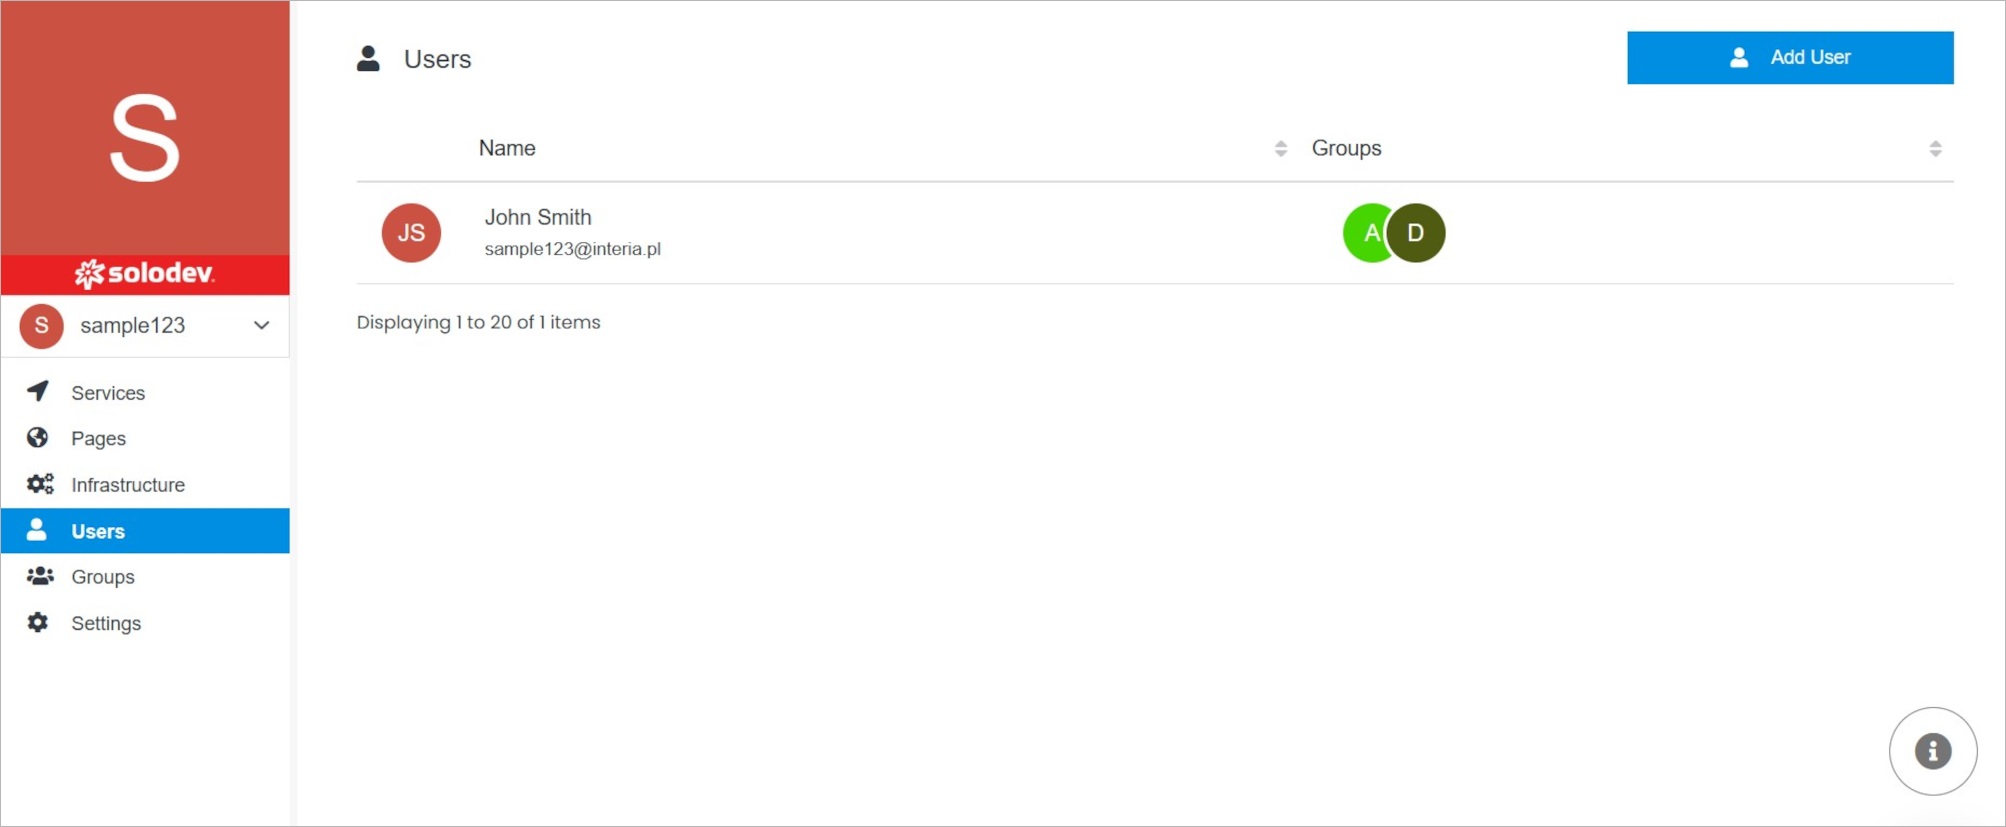 S
solodev
S sample123
Services
Pages
Infrastructure
Users
Groups
Settings
Users
Add User
Name Groups
JS John Smith A D
sample123@interia.pl
Displaying 1 to 20 of 1 items